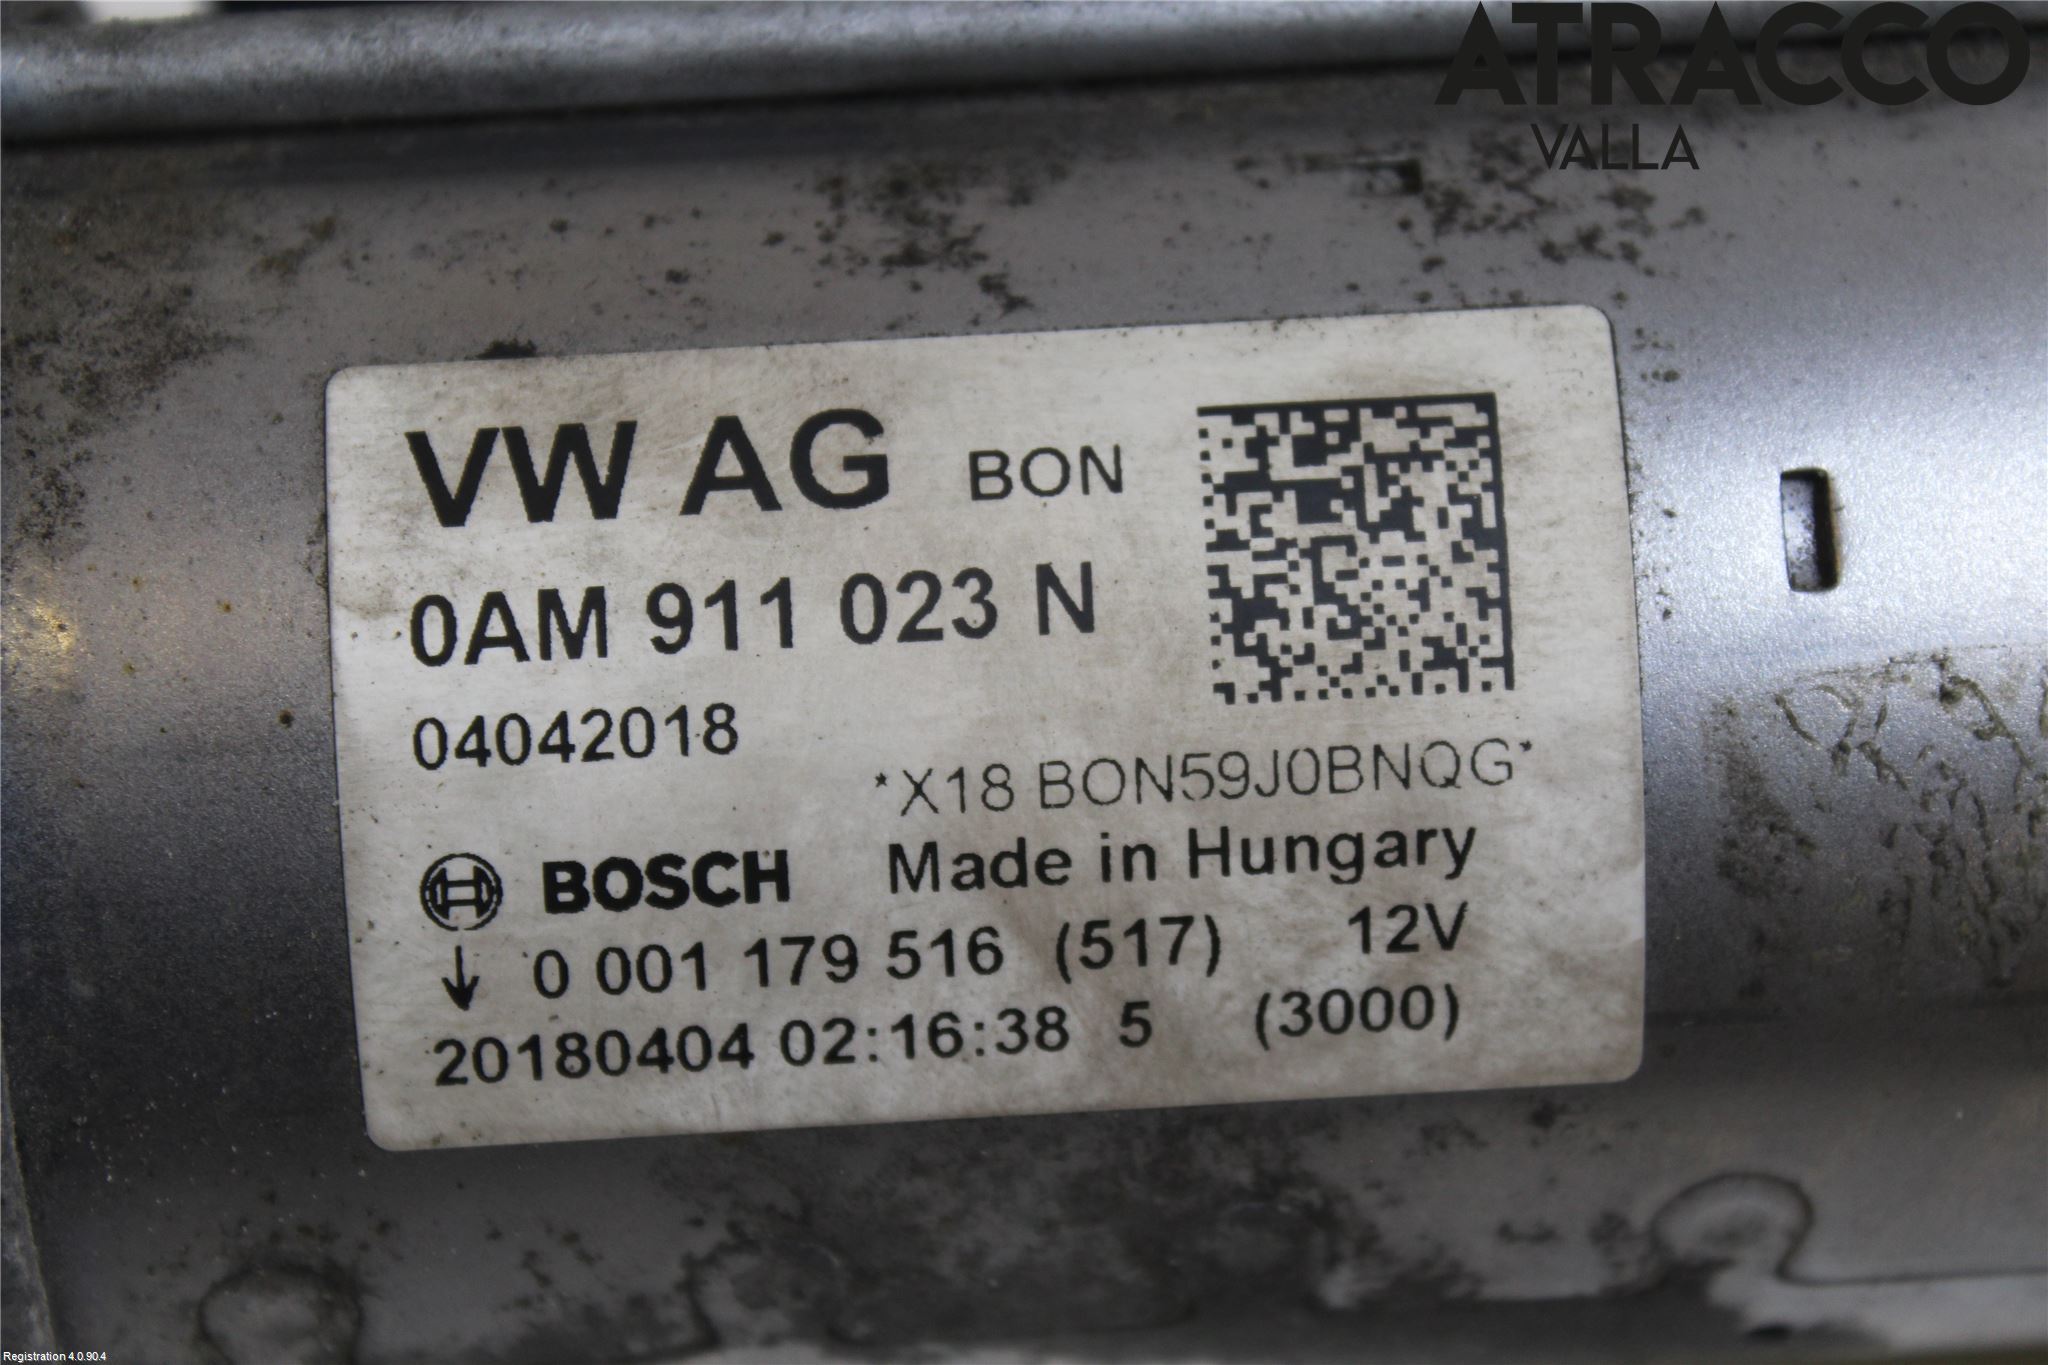 ATRACCO
VALLA
VW AG BON
0AM 911 023 N
04042018
*X18 BON59J0BNQG*
BOSCH Made in Hungary
↓ 0 001 179 516 (517) 12V
20180404 02:16:38 5 (3000)
Registration 4.0.90.4